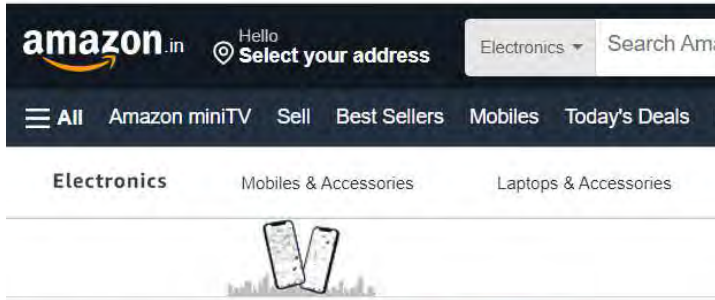 amazon.in
Hello
Select your address
Electronics
Search Ama
All
Amazon miniTV
Sell
Best Sellers
Mobiles
Today's Deals
Electronics
Mobiles & Accessories
Laptops & Accessories